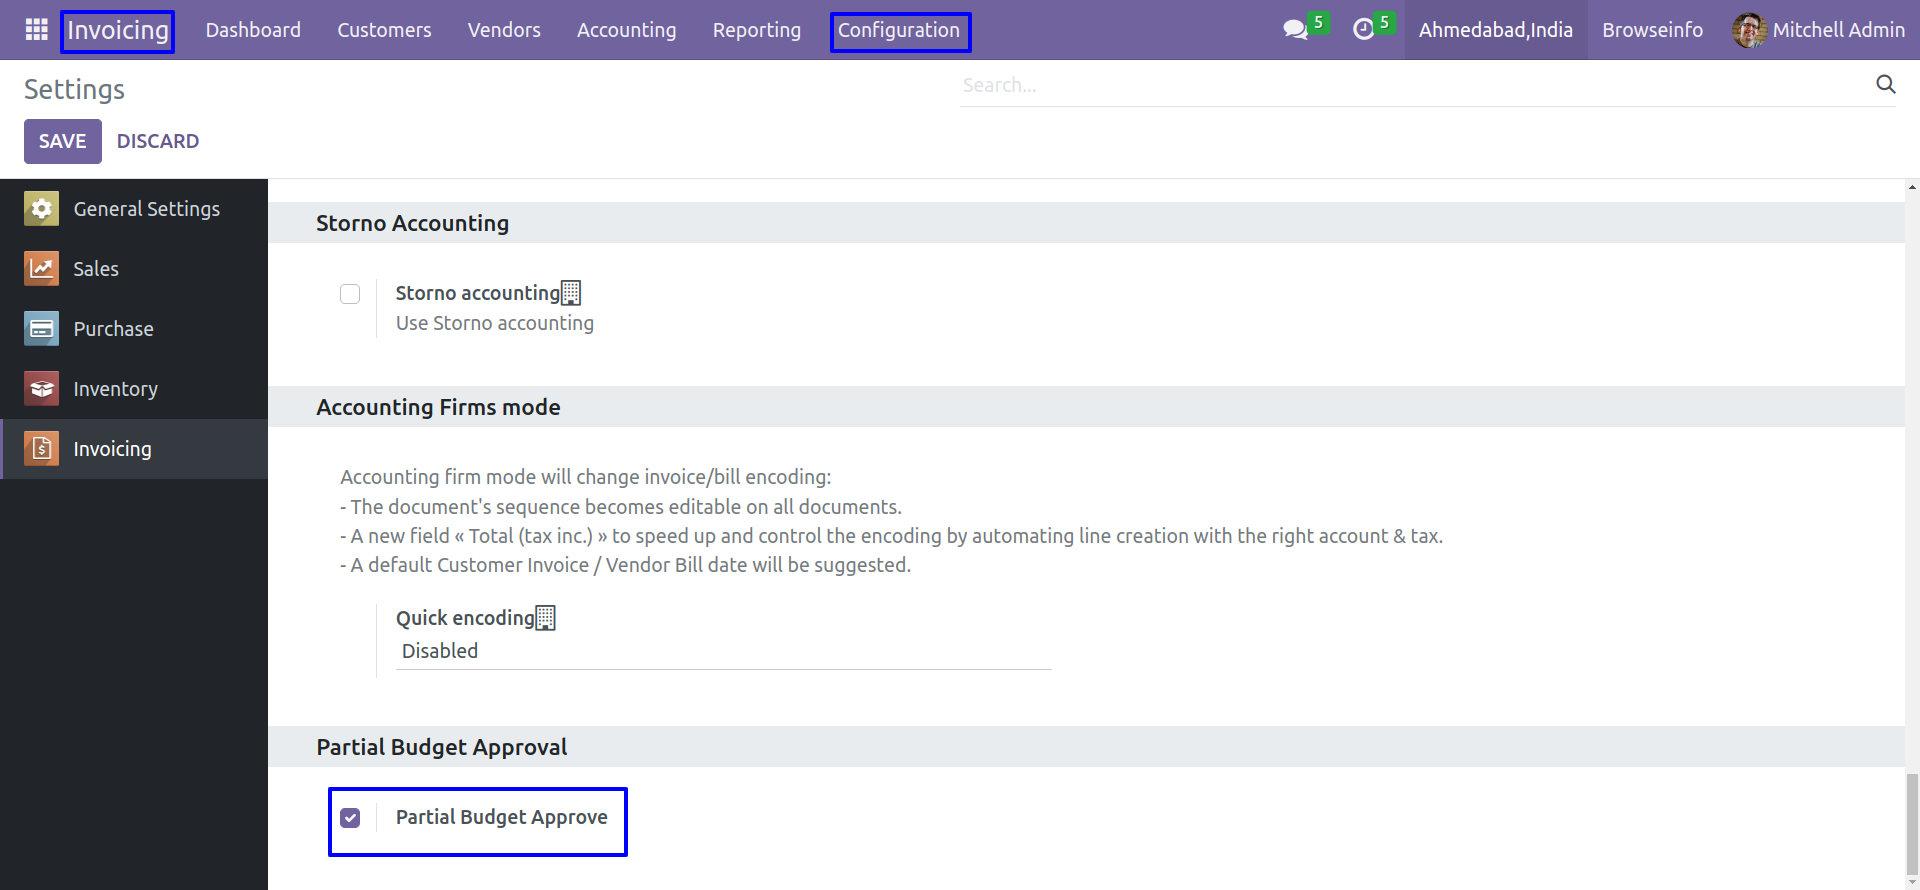 Invoicing Dashboard Customers Vendors Accounting Reporting Configuration 5 5 Ahmedabad,India Browseinfo Mitchell Admin
Settings
Search...
SAVE DISCARD
General Settings
Sales
Purchase
Inventory
Invoicing
Storno Accounting
Storno accounting
Use Storno accounting
Accounting Firms mode
Accounting firm mode will change invoice/bill encoding:
- The document's sequence becomes editable on all documents.
- A new field « Total (tax inc.) » to speed up and control the encoding by automating line creation with the right account & tax.
- A default Customer Invoice / Vendor Bill date will be suggested.
Quick encoding
Disabled
Partial Budget Approval
Partial Budget Approve